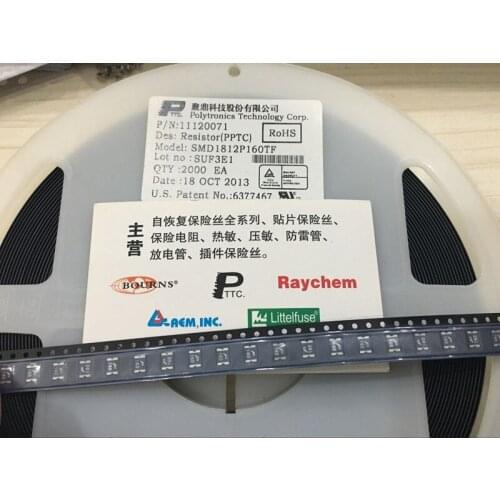 PTTC.
聚鼎科技股份有限公司
Polytronics Technology Corp.
P/N:11120071
RoHS
Des: Resistor(PPTC)
Model: SMD1812P160TF
Lot no: SUF3E1
QTY :2000 EA
Date :18 OCT 2013
U.S. Patent No.:6377467
主营
自恢复保险丝全系列、贴片保险丝、
保险电阻、热敏、压敏、防雷管、
放电管、插件保险丝。
BOURNS®
PTTC.
Raychem
AEM, INC.
Littelfuse®